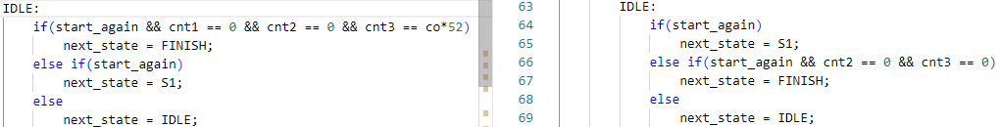 IDLE:
if(start_again && cnt1 == 0 && cnt2 == 0 && cnt3 == co*52)
next_state = FINISH;
else if(start_again)
next_state = S1;
else
next_state = IDLE;
63 IDLE:
64 if(start_again)
65 next_state = S1;
66 else if(start_again && cnt2 == 0 && cnt3 == 0)
67 next_state = FINISH;
68 else
69 next_state = IDLE;